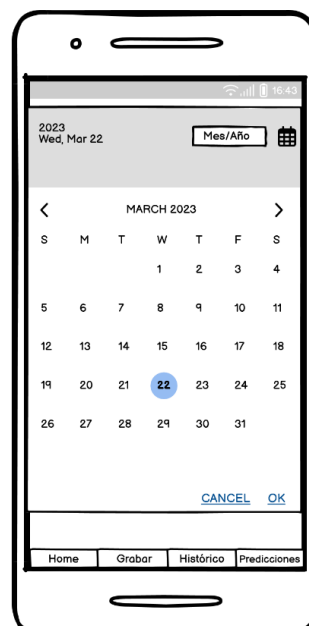 16:43
2023
Wed, Mar 22
Mes/Año
MARCH 2023
S M T W T F S
1 2 3 4
5 6 7 8 9 10 11
12 13 14 15 16 17 18
19 20 21 22 23 24 25
26 27 28 29 30 31
CANCEL OK
Home Grabar Histórico Predicciones